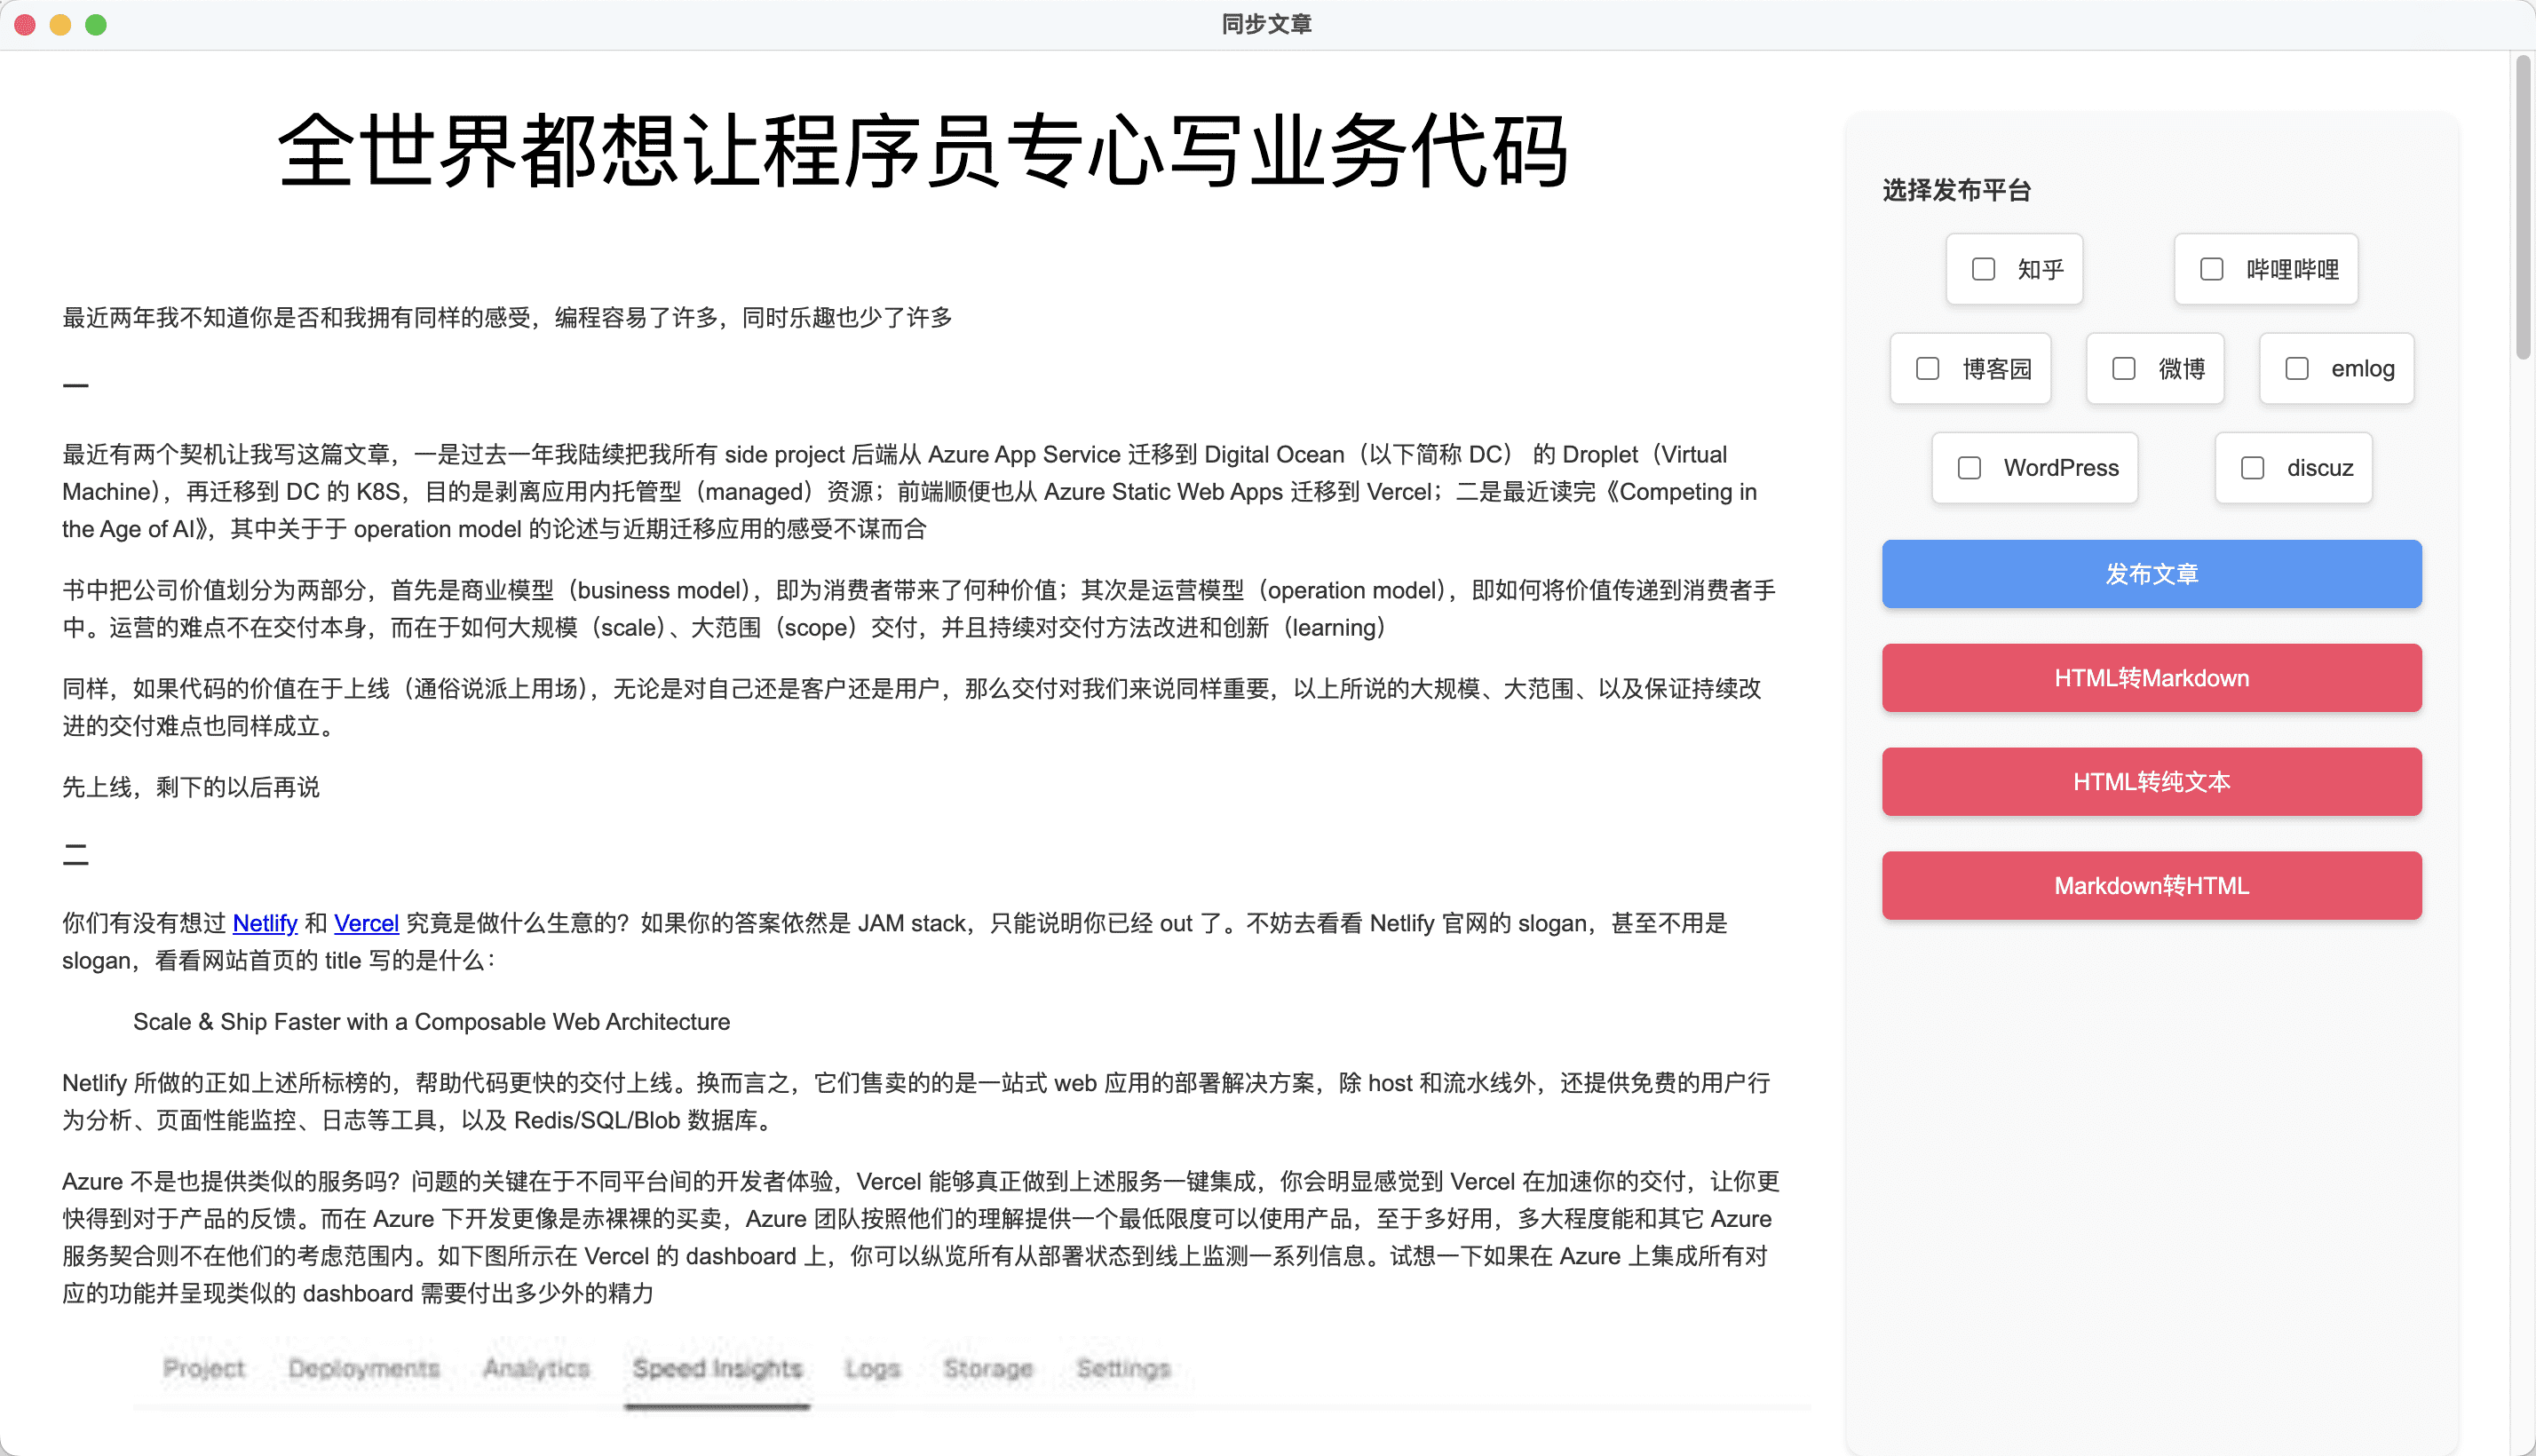 同步文章
全世界都想让程序员专心写业务代码
最近两年我不知道你是否和我拥有同样的感受，编程容易了许多，同时乐趣也少了许多
一
最近有两个契机让我写这篇文章，一是过去一年我陆续把我所有 side project 后端从 Azure App Service 迁移到 Digital Ocean（以下简称 DC） 的 Droplet（Virtual
Machine），再迁移到 DC 的 K8S，目的是剥离应用内托管型（managed）资源；前端顺便也从 Azure Static Web Apps 迁移到 Vercel；二是最近读完《Competing in
the Age of AI》，其中关于于 operation model 的论述与近期迁移应用的感受不谋而合
书中把公司价值划分为两部分，首先是商业模型（business model），即为消费者带来了何种价值；其次是运营模型（operation model），即如何将价值传递到消费者手
中。运营的难点不在交付本身，而在于如何大规模（scale）、大范围（scope）交付，并且持续对交付方法改进和创新（learning）
同样，如果代码的价值在于上线（通俗说派上用场），无论是对自己还是客户还是用户，那么交付对我们来说同样重要，以上所说的大规模、大范围、以及保证持续改
进的交付难点也同样成立。
先上线，剩下的以后再说
二
你们有没有想过 Netlify 和 Vercel 究竟是做什么生意的？如果你的答案依然是 JAM stack，只能说明你已经 out 了。不妨去看看 Netlify 官网的 slogan，甚至不用是
slogan，看看网站首页的 title 写的是什么：
Scale & Ship Faster with a Composable Web Architecture
Netlify 所做的正如上述所标榜的，帮助代码更快的交付上线。换而言之，它们售卖的的是一站式 web 应用的部署解决方案，除 host 和流水线外，还提供免费的用户行
为分析、页面性能监控、日志等工具，以及 Redis/SQL/Blob 数据库。
Azure 不是也提供类似的服务吗？问题的关键在于不同平台间的开发者体验，Vercel 能够真正做到上述服务一键集成，你会明显感觉到 Vercel 在加速你的交付，让你更
快得到对于产品的反馈。而在 Azure 下开发更像是赤裸裸的买卖，Azure 团队按照他们的理解提供一个最低限度可以使用产品，至于多好用，多大程度能和其它 Azure
服务契合则不在他们的考虑范围内。如下图所示在 Vercel 的 dashboard 上，你可以纵览所有从部署状态到线上监测一系列信息。试想一下如果在 Azure 上集成所有对
应的功能并呈现类似的 dashboard 需要付出多少外的精力
Project Deployments Analytics Speed Insights Logs Storage Settings
选择发布平台
知乎 哔哩哔哩
博客园 微博 emlog
WordPress discuz
发布文章
HTML转Markdown
HTML转纯文本
Markdown转HTML